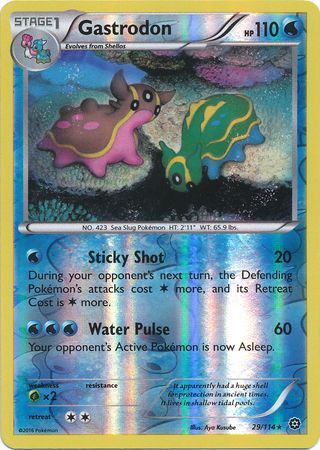 STAGE1
Gastrodon
HP 110
Evolves from Shellos
NO. 423 Sea Slug Pokémon HT: 2'11" WT: 65.9 lbs.
Sticky Shot 20
During your opponent's next turn, the Defending
Pokémon's attacks cost more, and its Retreat
Cost is more.
Water Pulse 60
Your opponent's Active Pokémon is now Asleep.
weakness resistance
×2
retreat
It apparently had a huge shell
for protection in ancient times.
It lives in shallow tidal pools.
©2016 Pokémon
Illus. Aya Kusube
29/114 ★